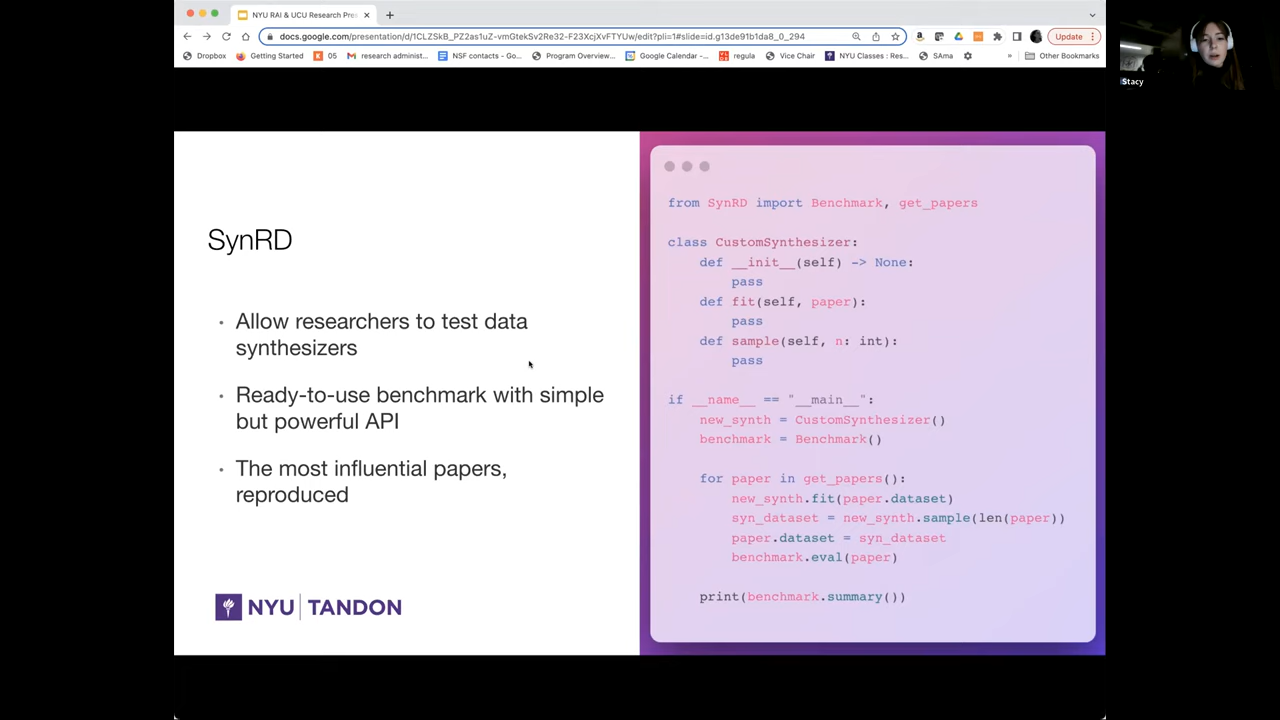 NYU RAI & UCU Research Pre
docs.google.com/presentation/d/1CLZSkB_PZ2as1uZ-vmGtekSv2Re32-F23XcjXvFTYUw/edit?pli=1#slide=id.g13de91b1da8_0_294
Update
Dropbox
Getting Started
05
research administ...
NSF contacts - Go...
Program Overview...
Google Calendar -...
regula
Vice Chair
NYU Classes : Res...
SAma
»
Other Bookmarks
Stacy
SynRD
· Allow researchers to test data
synthesizers
· Ready-to-use benchmark with simple
but powerful API
· The most influential papers,
reproduced
NYU | TANDON
from SynRD import Benchmark, get_papers
class CustomSynthesizer:
def __init__(self) -> None:
pass
def fit(self, paper):
pass
def sample(self, n: int):
pass
if __name__ == "__main__":
new_synth = CustomSynthesizer()
benchmark = Benchmark()
for paper in get_papers():
new_synth.fit(paper.dataset)
syn_dataset = new_synth.sample(len(paper))
paper.dataset = syn_dataset
benchmark.eval(paper)
print(benchmark.summary())